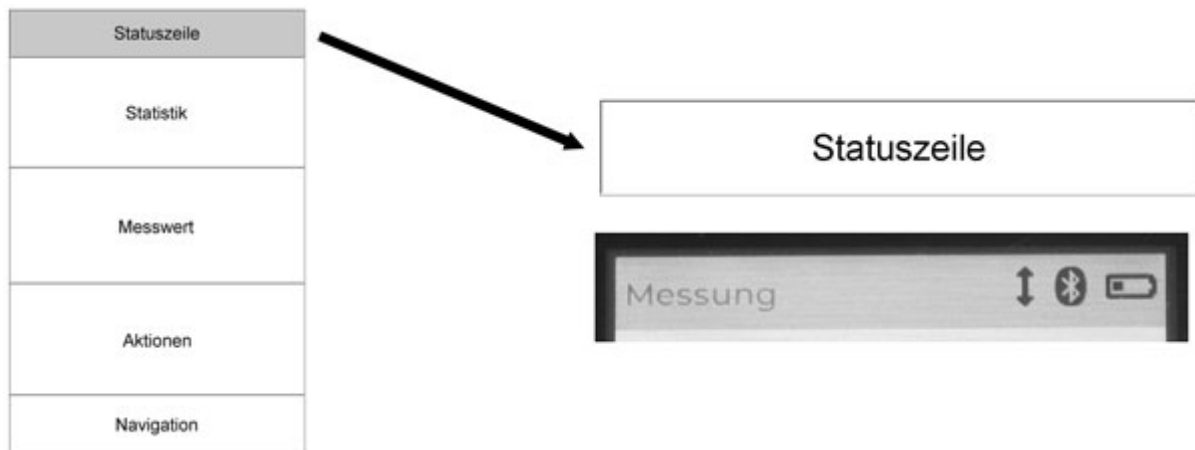 Statuszeile
Statistik
Messwert
Aktionen
Navigation
Statuszeile
Messung